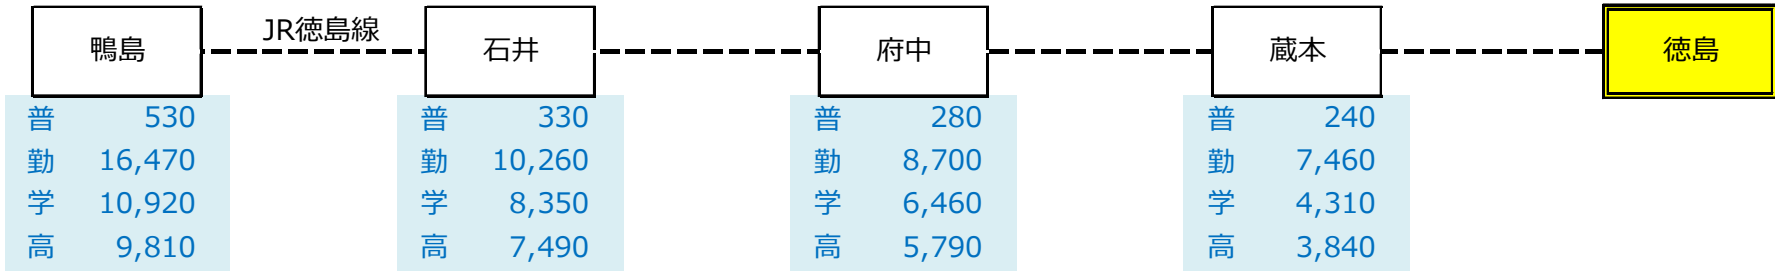 JR徳島線
鴨島 石井 府中 蔵本 徳島
普 530 普 330 普 280 普 240
勤 16,470 勤 10,260 勤 8,700 勤 7,460
学 10,920 学 8,350 学 6,460 学 4,310
高 9,810 高 7,490 高 5,790 高 3,840